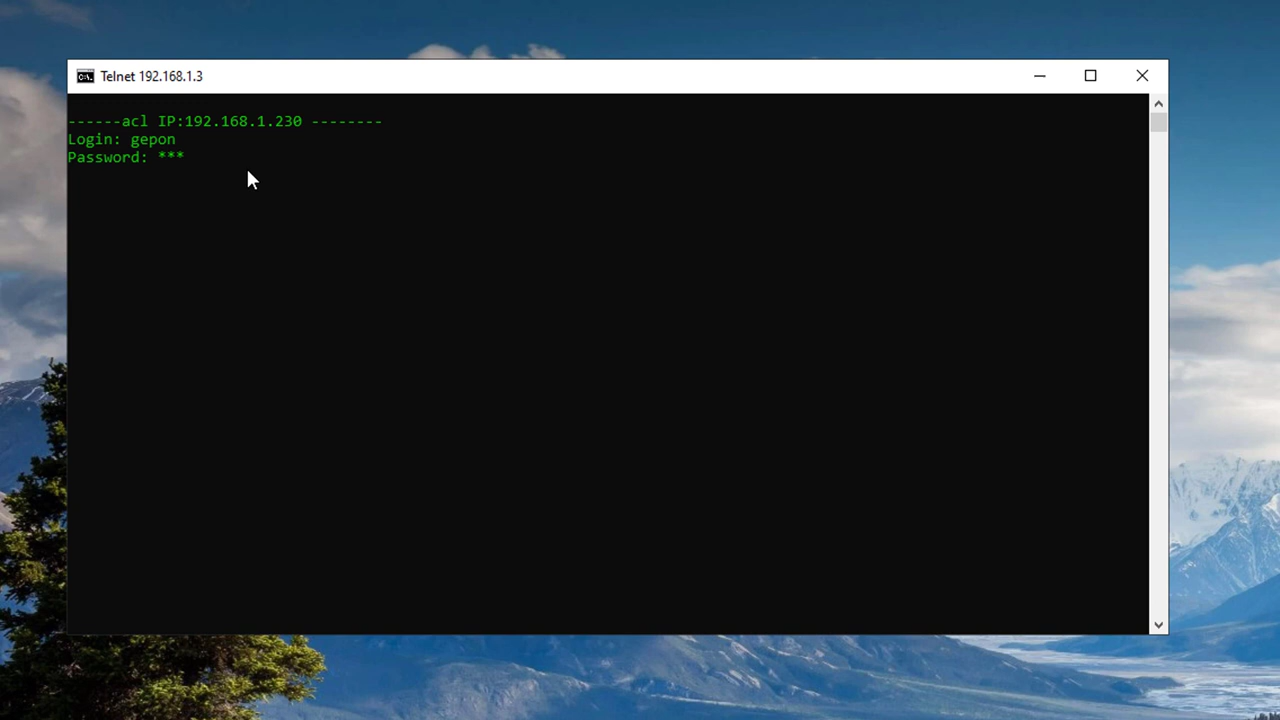 Telnet 192.168.1.3
------acl IP:192.168.1.230 --------
Login: gepon
Password: ***